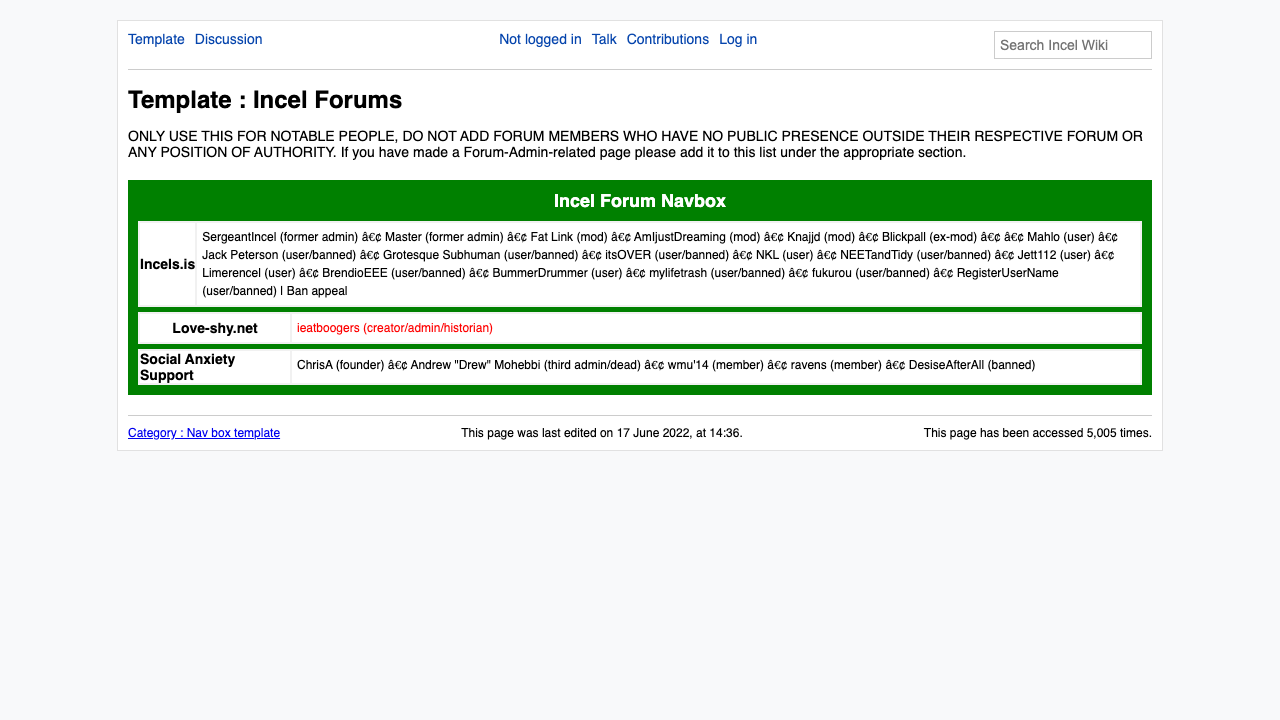 Template Discussion Not logged in Talk Contributions Log in Search Incel Wiki
Template : Incel Forums
ONLY USE THIS FOR NOTABLE PEOPLE, DO NOT ADD FORUM MEMBERS WHO HAVE NO PUBLIC PRESENCE OUTSIDE THEIR RESPECTIVE FORUM OR
ANY POSITION OF AUTHORITY. If you have made a Forum-Admin-related page please add it to this list under the appropriate section.
Incel Forum Navbox
Incels.is
SergeantIncel (former admin) â€¢ Master (former admin) â€¢ Fat Link (mod) â€¢ AmIjustDreaming (mod) â€¢ Knajjd (mod) â€¢ Blickpall (ex-mod) â€¢ â€¢ Mahlo (user) â€¢
Jack Peterson (user/banned) â€¢ Grotesque Subhuman (user/banned) â€¢ itsOVER (user/banned) â€¢ NKL (user) â€¢ NEETandTidy (user/banned) â€¢ Jett112 (user) â€¢
Limerencel (user) â€¢ BrendioEEE (user/banned) â€¢ BummerDrummer (user) â€¢ mylifetrash (user/banned) â€¢ fukurou (user/banned) â€¢ RegisterUserName
(user/banned) | Ban appeal
Love-shy.net
ieatboogers (creator/admin/historian)
Social Anxiety
Support
ChrisA (founder) â€¢ Andrew "Drew" Mohebbi (third admin/dead) â€¢ wmu'14 (member) â€¢ ravens (member) â€¢ DesiseAfterAll (banned)
Category : Nav box template This page was last edited on 17 June 2022, at 14:36. This page has been accessed 5,005 times.